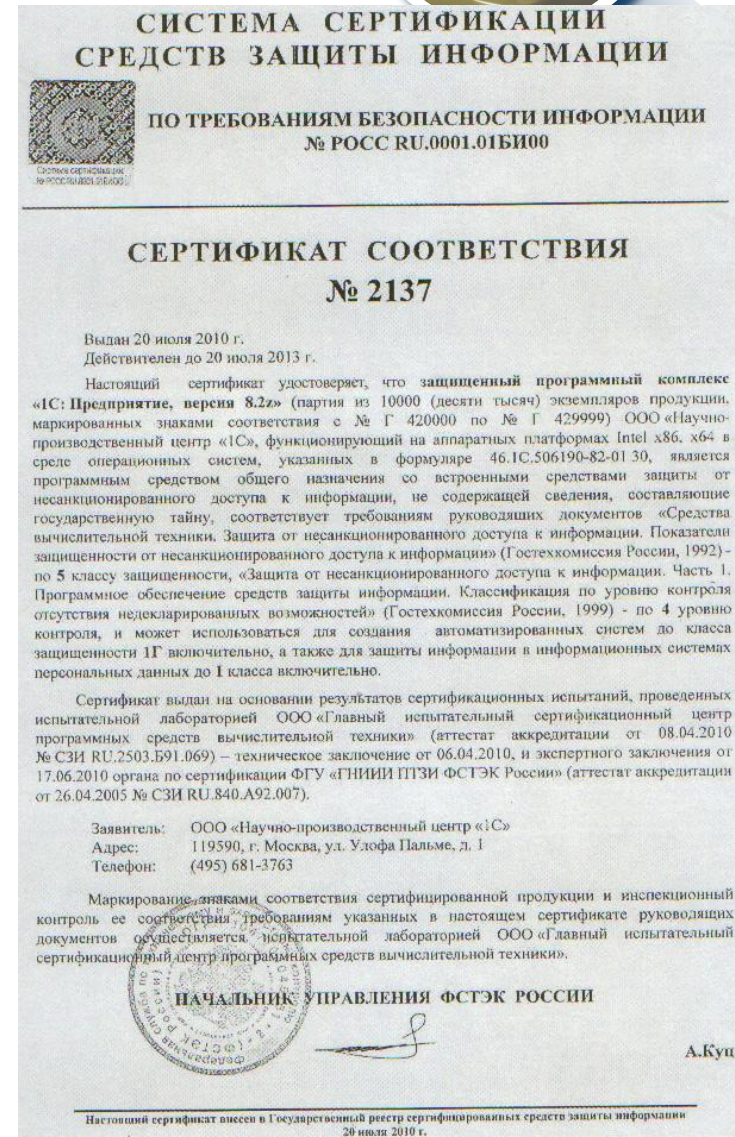 СИСТЕМА СЕРТИФИКАЦИИ
СРЕДСТВ ЗАЩИТЫ ИНФОРМАЦИИ
ПО ТРЕБОВАНИЯМ БЕЗОПАСНОСТИ ИНФОРМАЦИИ
№ РОСС RU.0001.01БИ00
Система сертификации
№ РОСС RU.0001.01БИ00
СЕРТИФИКАТ СООТВЕТСТВИЯ
№ 2137
Выдан 20 июля 2010 г.
Действителен до 20 июля 2013 г.
Настоящий сертификат удостоверяет, что защищенный программный комплекс
«1С: Предприятие, версия 8.2z» (партия из 10000 (десяти тысяч) экземпляров продукции,
маркированных знаками соответствия с № Г 420000 по № Г 429999) ООО «Научно-
производственный центр «1С», функционирующий на аппаратных платформах Intel x86, x64 в
среде операционных систем, указанных в формуляре 46.1С.506190-82-01 30, является
программным средством общего назначения со встроенными средствами защиты от
несанкционированного доступа к информации, не содержащей сведения, составляющие
государственную тайну, соответствует требованиям руководящих документов «Средства
вычислительной техники. Защита от несанкционированного доступа к информации. Показатели
защищенности от несанкционированного доступа к информации» (Гостехкомиссия России, 1992) -
по 5 классу защищенности, «Защита от несанкционированного доступа к информации. Часть 1.
Программное обеспечение средств защиты информации. Классификация по уровню контроля
отсутствия недекларированных возможностей» (Гостехкомиссия России, 1999) - по 4 уровню
контроля, и может использоваться для создания автоматизированных систем до класса
защищенности 1Г включительно, а также для защиты информации в информационных системах
персональных данных до 1 класса включительно.
Сертификат выдан на основании результатов сертификационных испытаний, проведенных
испытательной лабораторией ООО «Главный испытательный сертификационный центр
программных средств вычислительной техники» (аттестат аккредитации от 08.04.2010
№ СЗИ RU.2503.Б91.069) – техническое заключение от 06.04.2010, и экспертного заключения от
17.06.2010 органа по сертификации ФГУ «ГНИИИ ПТЗИ ФСТЭК России» (аттестат аккредитации
от 26.04.2005 № СЗИ RU.840.А92.007).
Заявитель: ООО «Научно-производственный центр «1С»
Адрес: 119590, г. Москва, ул. Улофа Пальме, д. 1
Телефон: (495) 681-3763
Маркирование знаками соответствия сертифицированной продукции и инспекционный
контроль ее соответствия требованиям указанных в настоящем сертификате руководящих
документов осуществляется испытательной лабораторией ООО «Главный испытательный
сертификационный центр программных средств вычислительной техники».
НАЧАЛЬНИК УПРАВЛЕНИЯ ФСТЭК РОССИИ
А.Куц
Настоящий сертификат внесен в Государственный реестр сертифицированных средств защиты информации
20 июля 2010 г.